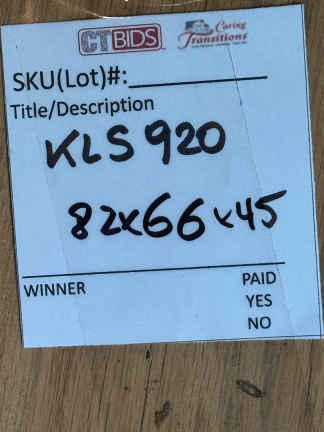 CTBIDS Caring Transitions
SKU(Lot)#:
Title/Description
KLS 920
82x66x45
WINNER PAID
YES
NO